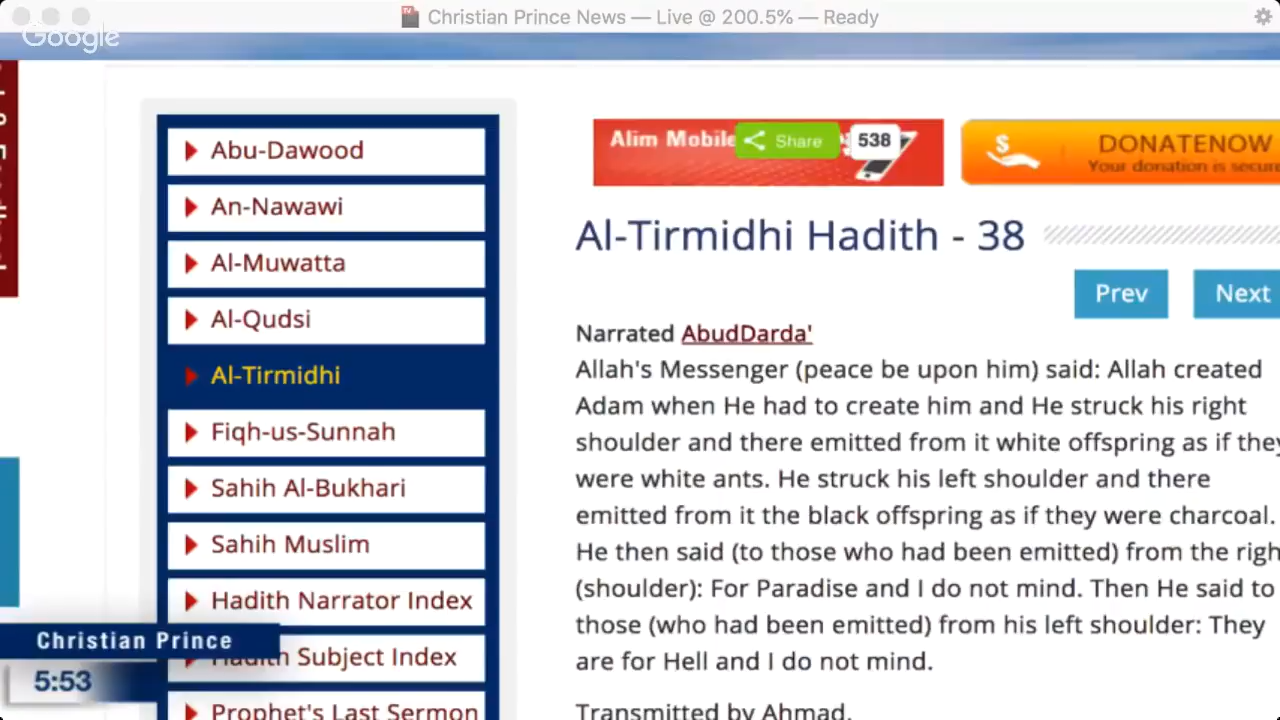 Christian Prince News — Live @ 200.5% — Ready
Google
Abu-Dawood
An-Nawawi
Al-Muwatta
Al-Qudsi
Al-Tirmidhi
Fiqh-us-Sunnah
Sahih Al-Bukhari
Sahih Muslim
Hadith Narrator Index
Hadith Subject Index
Prophet's Last Sermon
Christian Prince
5:53
Alim Mobile
Share
538
DONATENOW
Your donation is secure
Al-Tirmidhi Hadith - 38
Prev
Next
Narrated AbudDarda'
Allah's Messenger (peace be upon him) said: Allah created
Adam when He had to create him and He struck his right
shoulder and there emitted from it white offspring as if they
were white ants. He struck his left shoulder and there
emitted from it the black offspring as if they were charcoal.
He then said (to those who had been emitted) from the righ
(shoulder): For Paradise and I do not mind. Then He said to
those (who had been emitted) from his left shoulder: They
are for Hell and I do not mind.
Transmitted by Ahmad.